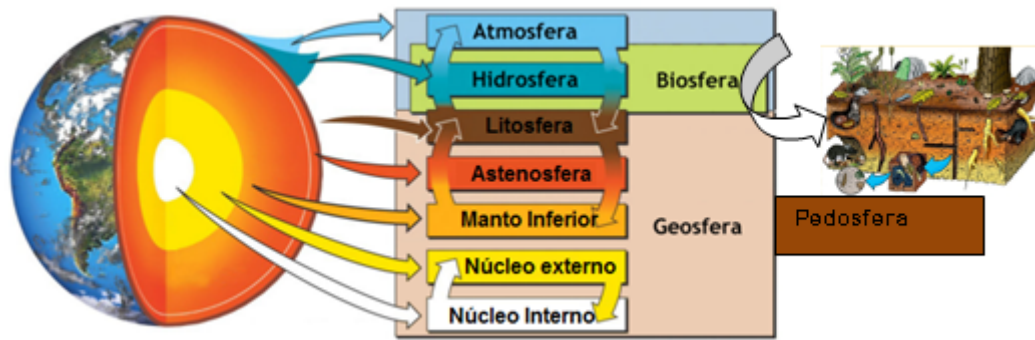 Atmosfera
Hidrosfera
Biosfera
Litosfera
Astenosfera
Manto Inferior
Geosfera
Pedosfera
Núcleo externo
Núcleo Interno